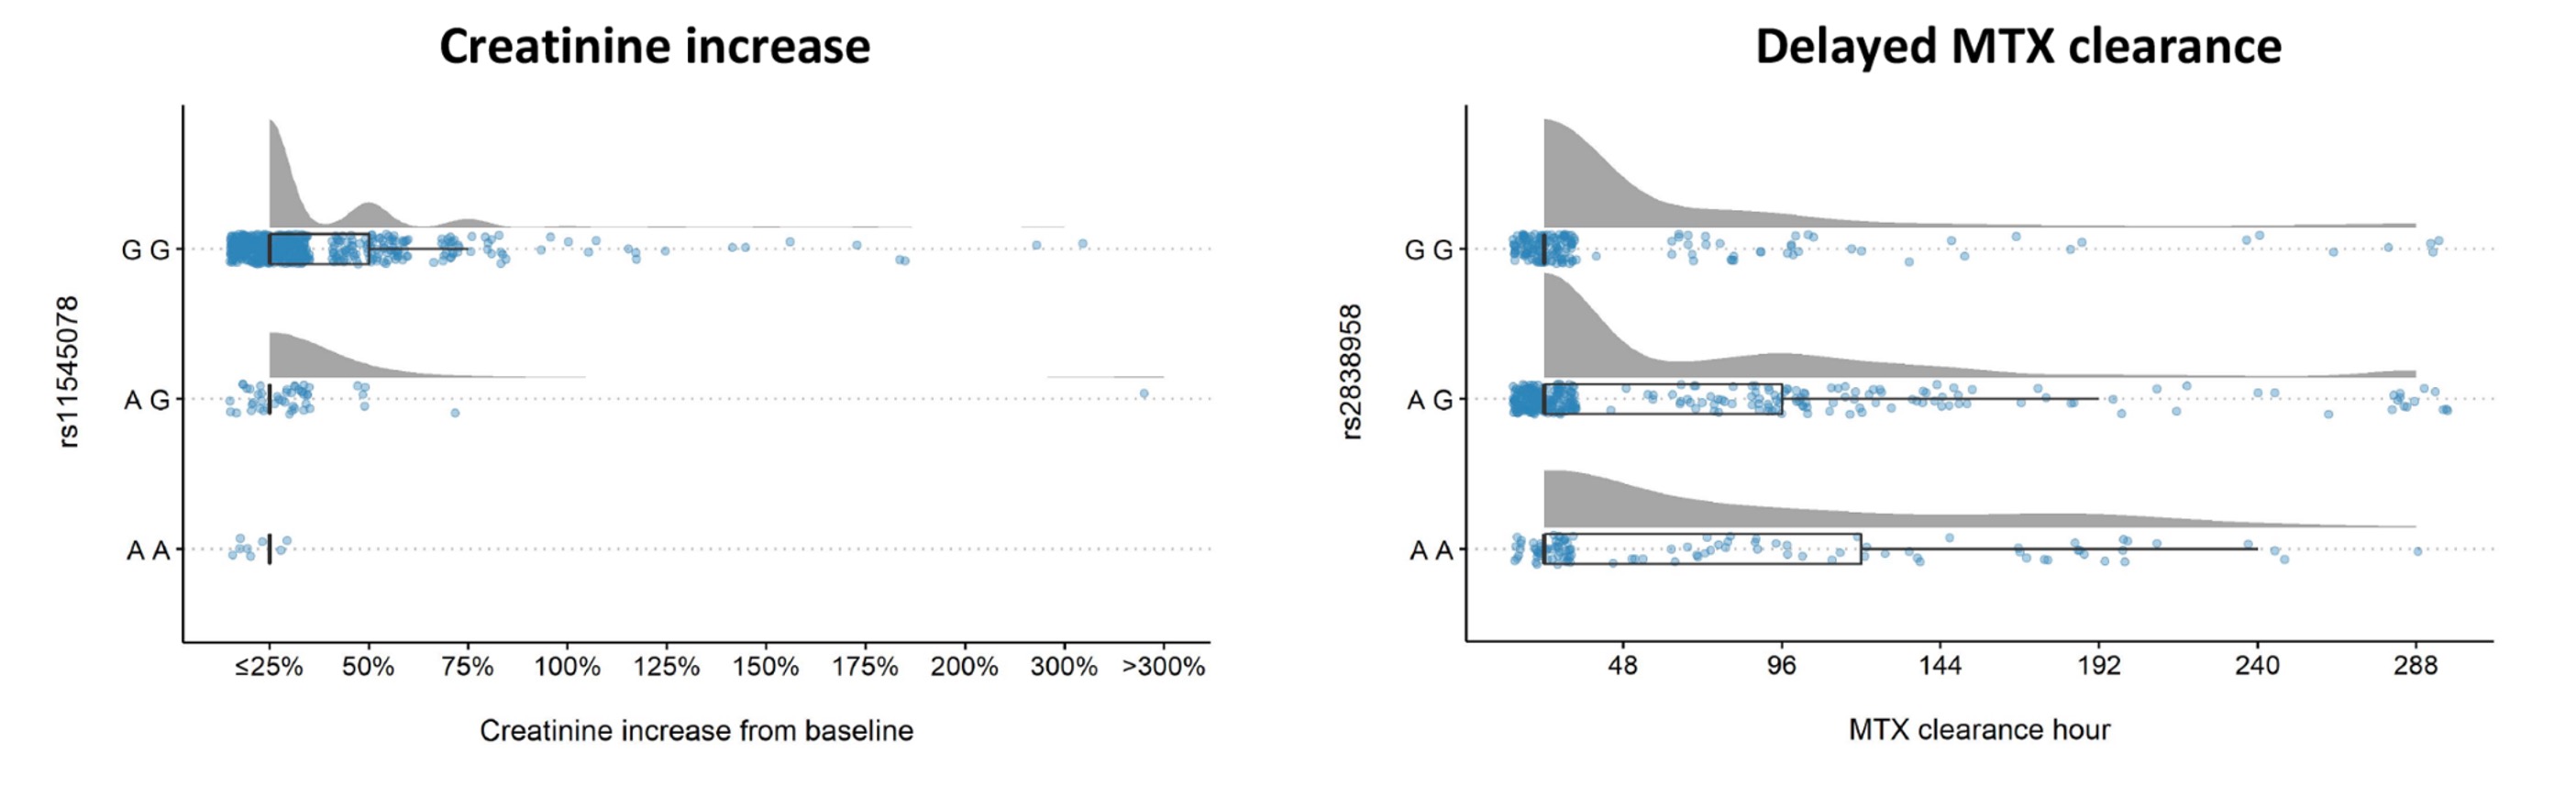 Creatinine increase
Delayed MTX clearance
rs11545078
G G
A G
A A
≤25% 50% 75% 100% 125% 150% 175% 200% 300% >300%
Creatinine increase from baseline
rs2838958
G G
A G
A A
48 96 144 192 240 288
MTX clearance hour